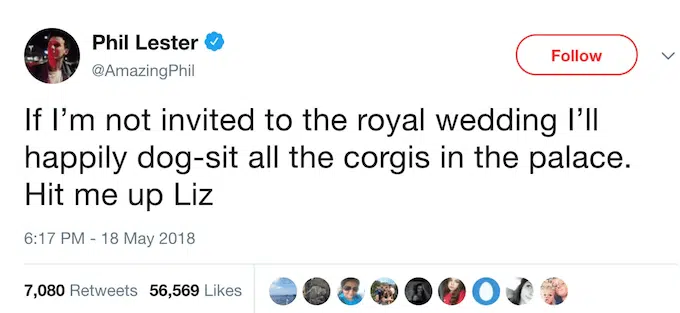 Phil Lester
@AmazingPhil
Follow
If I’m not invited to the royal wedding I’ll
happily dog-sit all the corgis in the palace.
Hit me up Liz
6:17 PM - 18 May 2018
7,080 Retweets 56,569 Likes